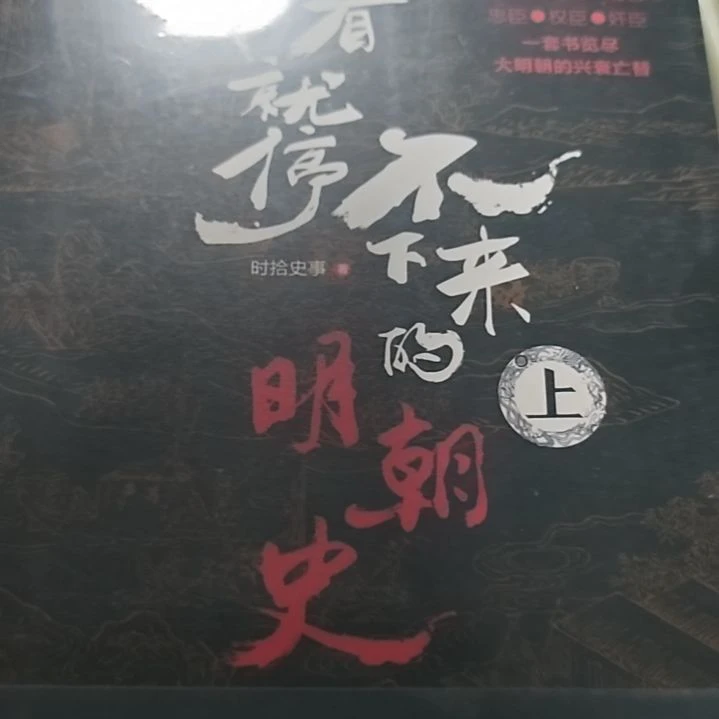 看
就
停
不
下
来
的
时拾史事 著
明
朝
史
上
忠臣●权臣●奸臣
一套书览尽
大明朝的兴衰亡替